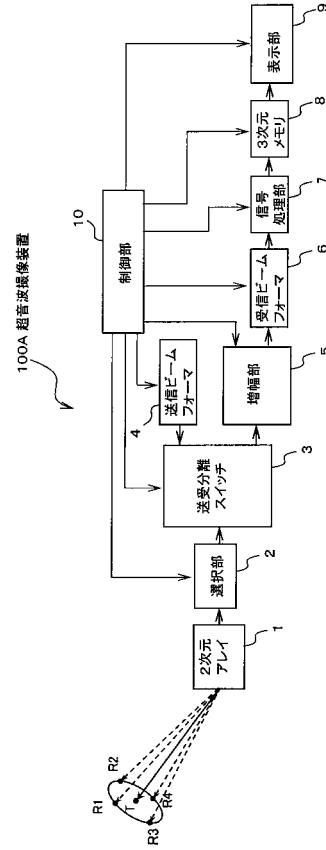 100A 超音波撮像装置
10
制御部
R1
R2
T
R3
R4
2次元
アレイ
1
選択部
2
送受分離
スイッチ
3
送信ビーム
フォーマ
4
増幅部
5
受信ビーム
フォーマ
6
信号
処理部
7
3次元
メモリ
8
表示部
9